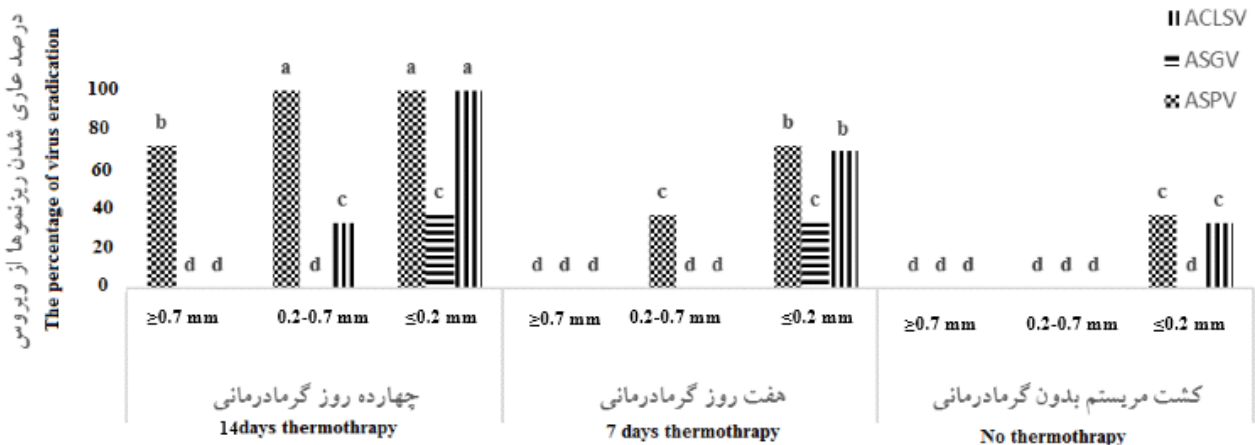 درصد عاری شدن ریزنموها از ویروس
The percentage of virus eradication
ACLSV
ASGV
ASPV
100
80
60
40
20
0
b d d
a d c
a c a
d d d
c d d
b c b
d d d
d d d
c d c
≥0.7 mm 0.2-0.7 mm ≤0.2 mm
≥0.7 mm 0.2-0.7 mm ≤0.2 mm
≥0.7 mm 0.2-0.7 mm ≤0.2 mm
چهارده روز گرمادرمانی
14days thermothrapy
هفت روز گرمادرمانی
7 days thermothrapy
کشت مریستم بدون گرمادرمانی
No thermothrapy